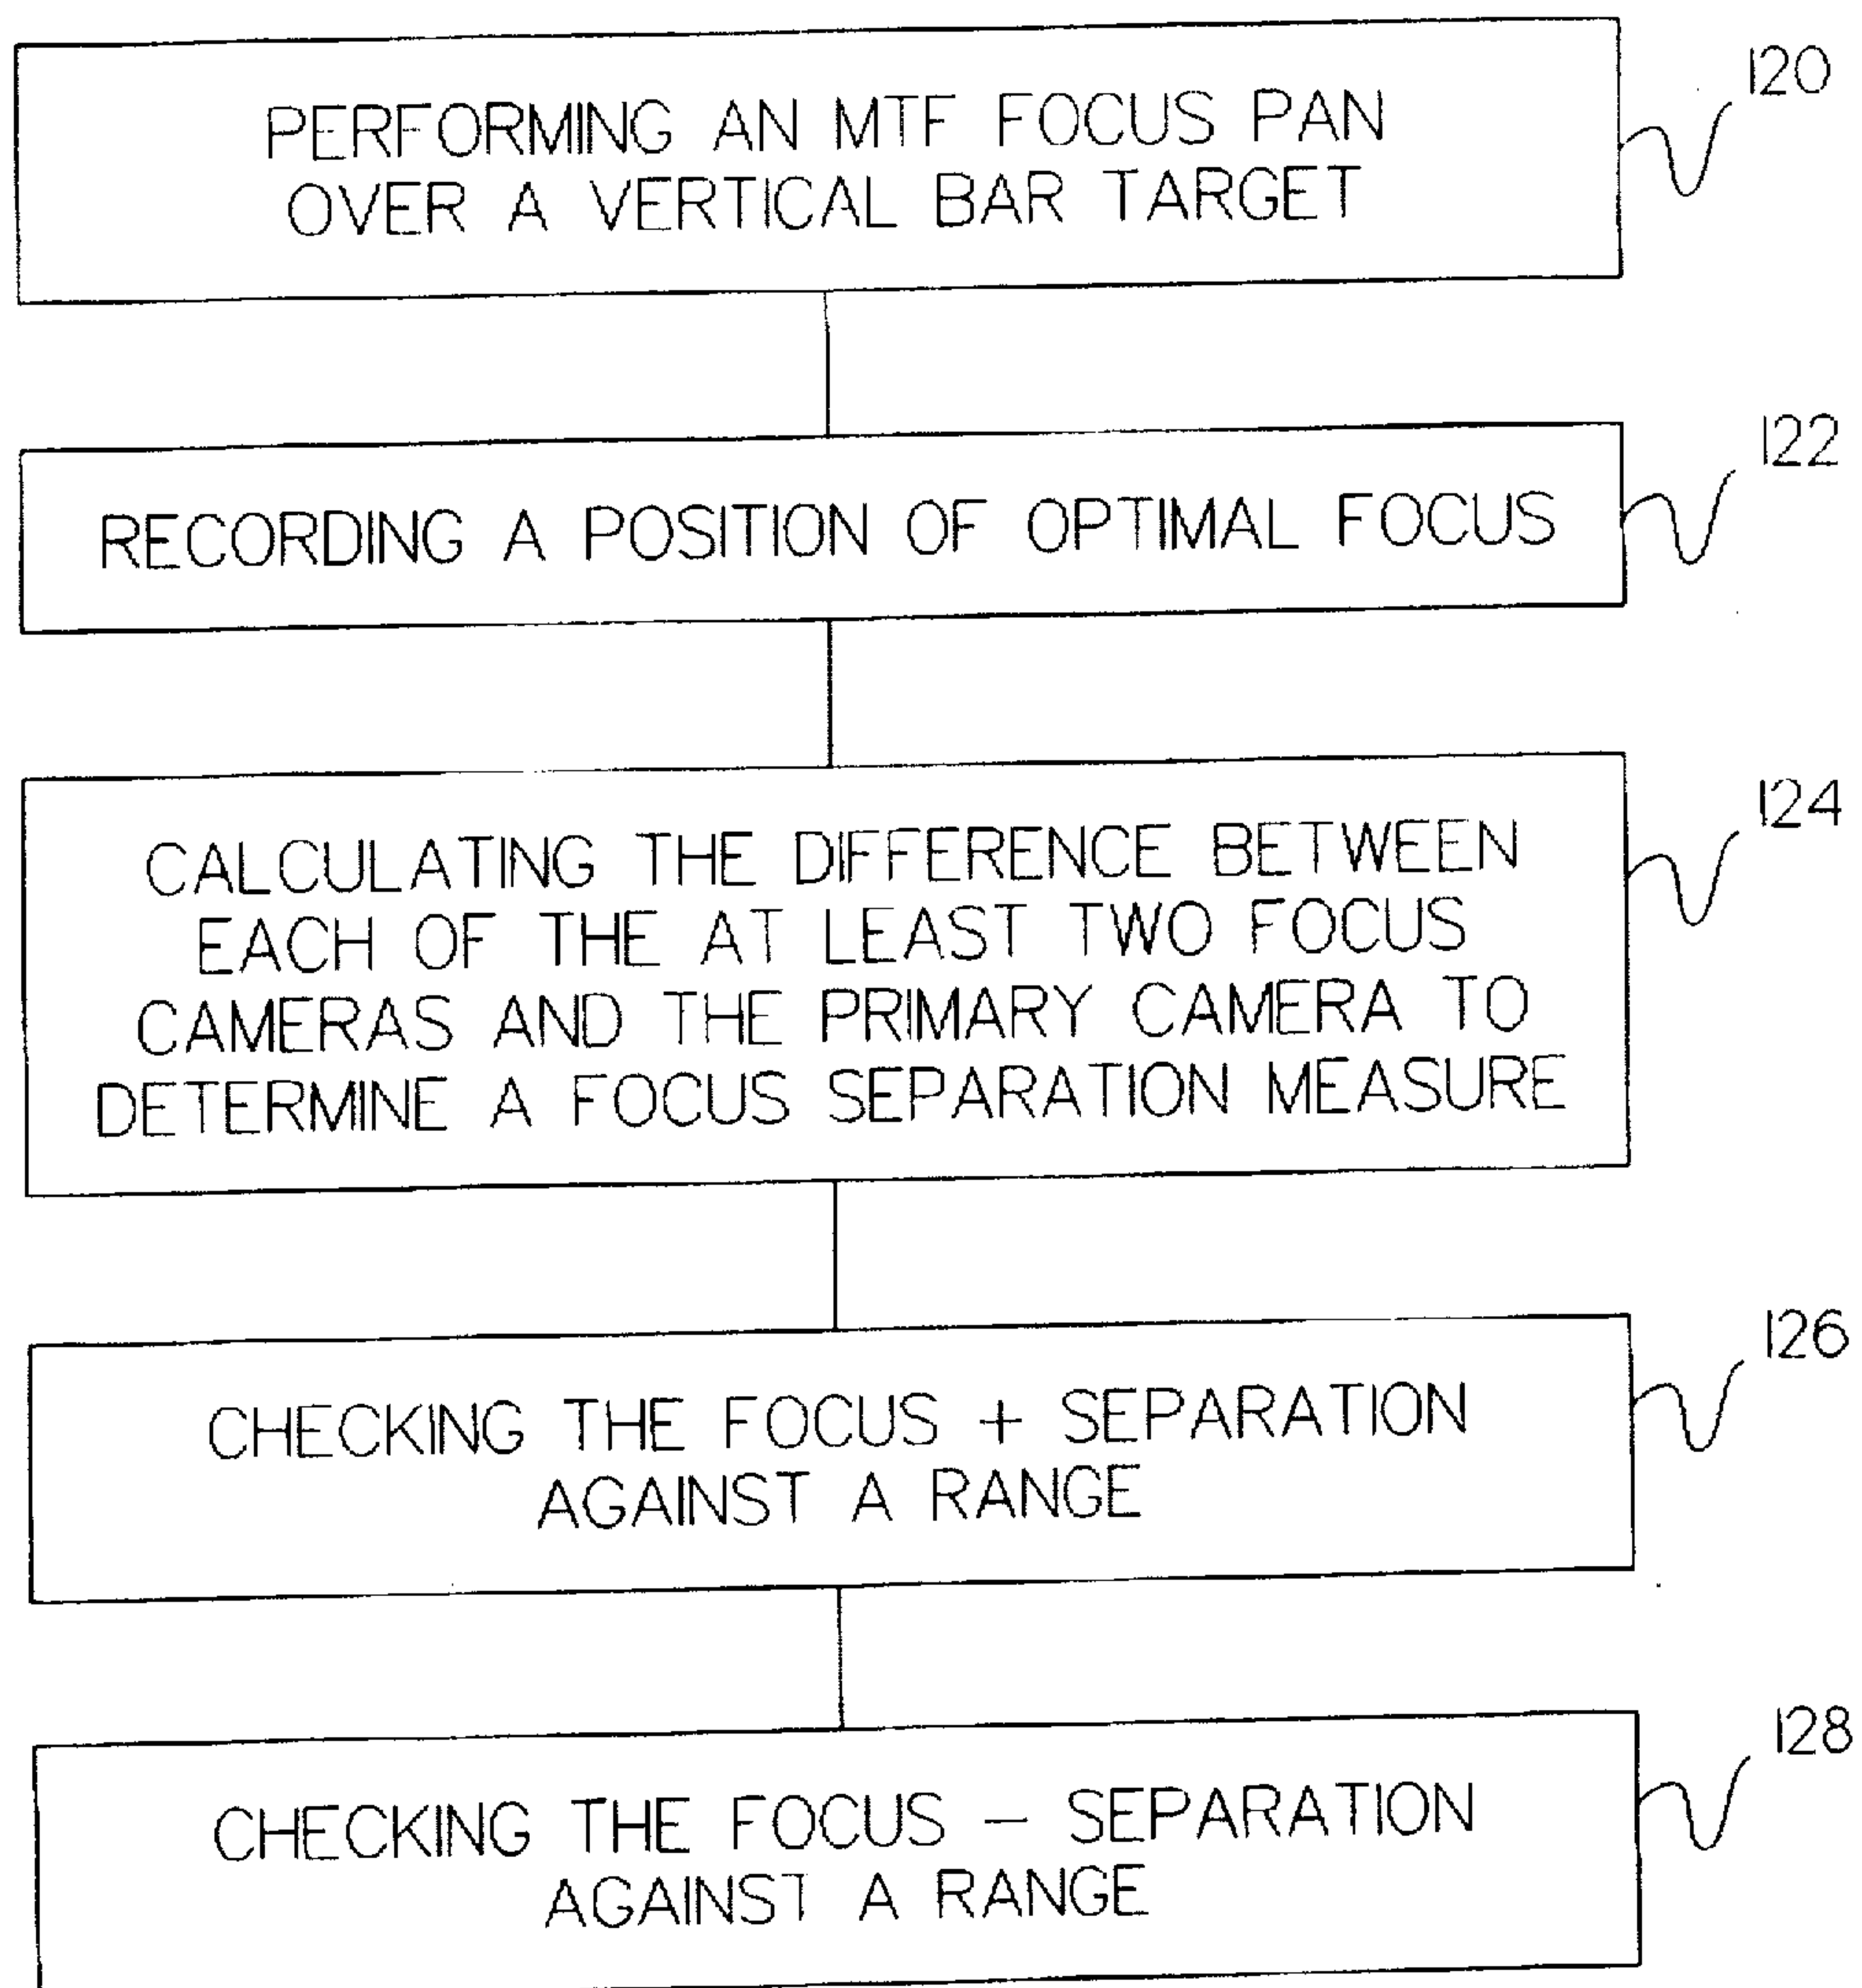 120
PERFORMING AN MTF FOCUS PAN
OVER A VERTICAL BAR TARGET
122
RECORDING A POSITION OF OPTIMAL FOCUS
124
CALCULATING THE DIFFERENCE BETWEEN
EACH OF THE AT LEAST TWO FOCUS
CAMERAS AND THE PRIMARY CAMERA TO
DETERMINE A FOCUS SEPARATION MEASURE
126
CHECKING THE FOCUS + SEPARATION
AGAINST A RANGE
128
CHECKING THE FOCUS – SEPARATION
AGAINST A RANGE